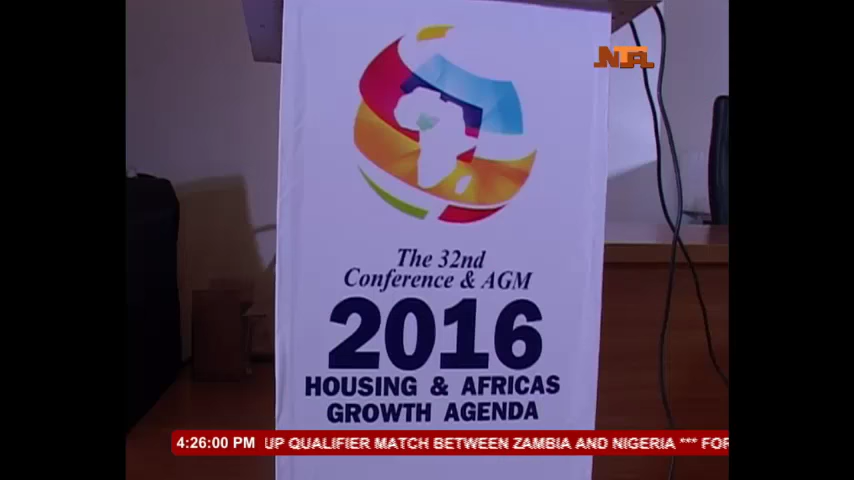 The 32nd
Conference & AGM
2016
HOUSING & AFRICAS
GROWTH AGENDA
4:26:00 PM UP QUALIFIER MATCH BETWEEN ZAMBIA AND NIGERIA *** FOR